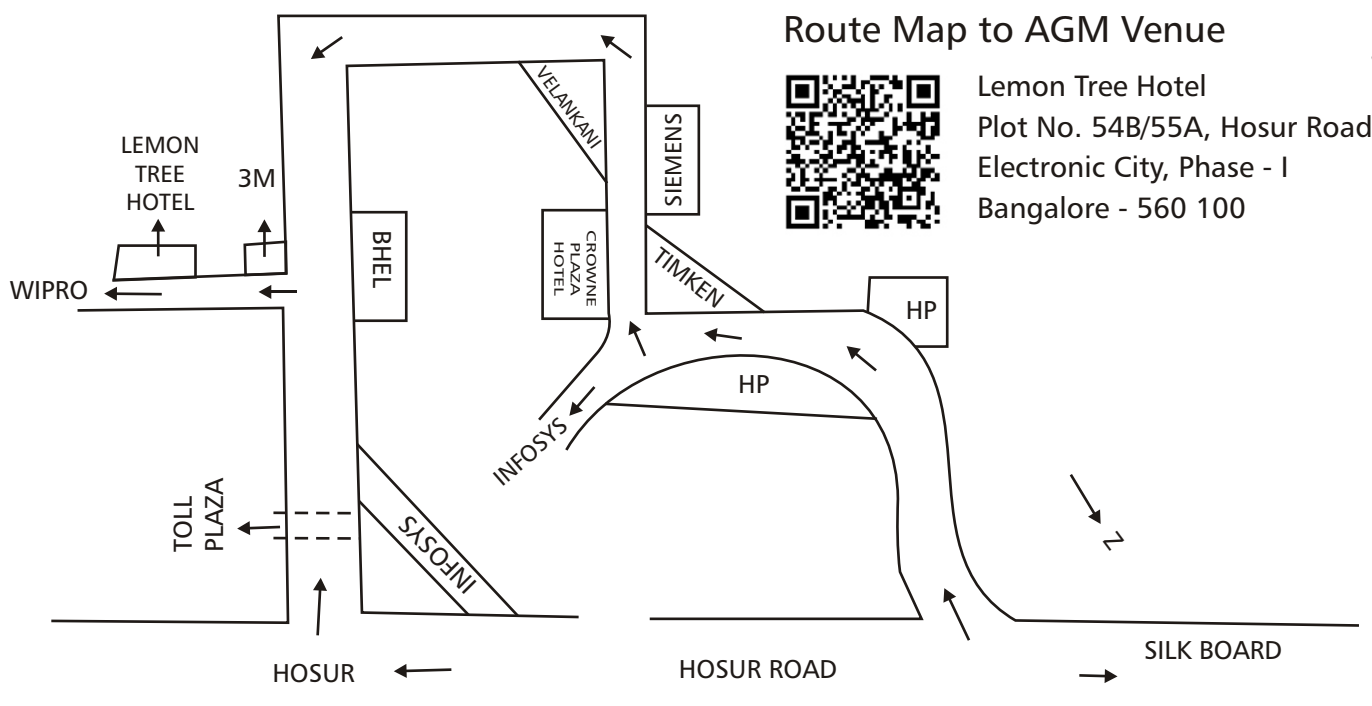 Route Map to AGM Venue
Lemon Tree Hotel
Plot No. 54B/55A, Hosur Road
Electronic City, Phase - I
Bangalore - 560 100
VELANKANI
SIEMENS
LEMON
TREE
HOTEL
3M
BHEL
CROWNE
PLAZA
HOTEL
TIMKEN
WIPRO
HP
HP
INFOSYS
TOLL
PLAZA
INFOSYS
N
HOSUR
HOSUR ROAD
SILK BOARD